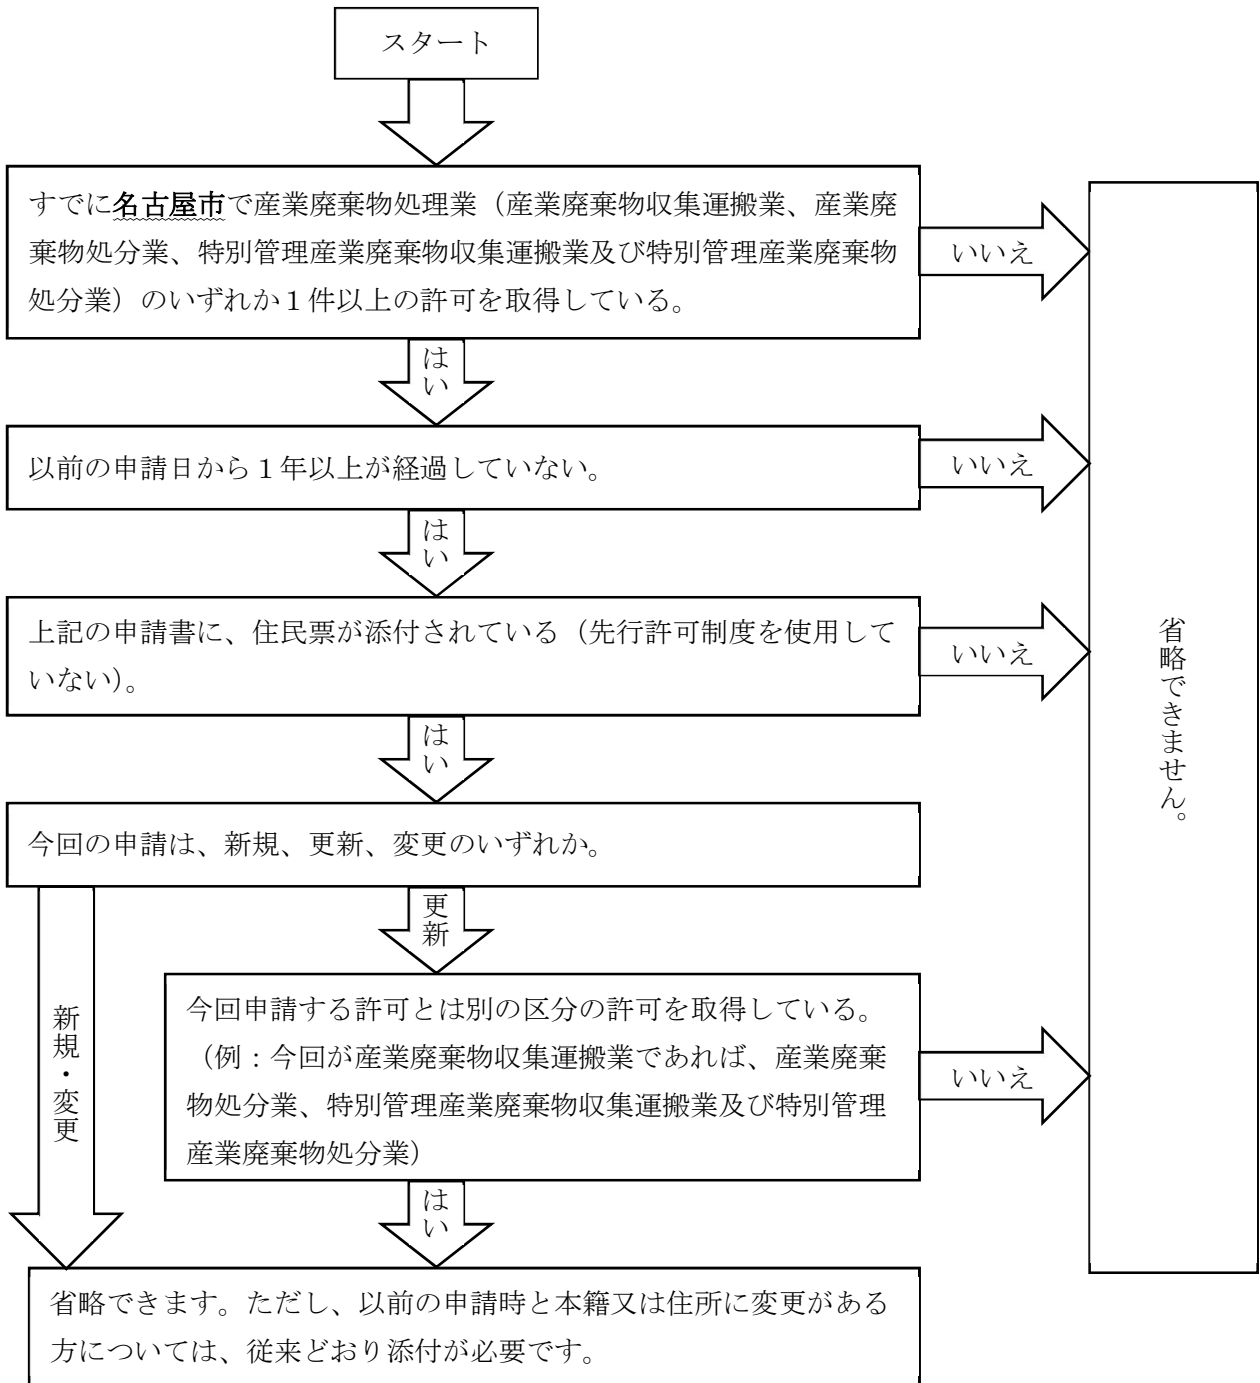 スタート
すでに名古屋市で産業廃棄物処理業（産業廃棄物収集運搬業、産業廃
棄物処分業、特別管理産業廃棄物収集運搬業及び特別管理産業廃棄物
処分業）のいずれか１件以上の許可を取得している。
いいえ
はい
以前の申請日から１年以上が経過していない。
いいえ
はい
上記の申請書に、住民票が添付されている（先行許可制度を使用して
いない）。
いいえ
はい
今回の申請は、新規、更新、変更のいずれか。
更新
新規・変更
今回申請する許可とは別の区分の許可を取得している。
（例：今回が産業廃棄物収集運搬業であれば、産業廃棄
物処分業、特別管理産業廃棄物収集運搬業及び特別管理
産業廃棄物処分業）
いいえ
はい
省略できます。ただし、以前の申請時と本籍又は住所に変更がある
方については、従来どおり添付が必要です。
省略できません。